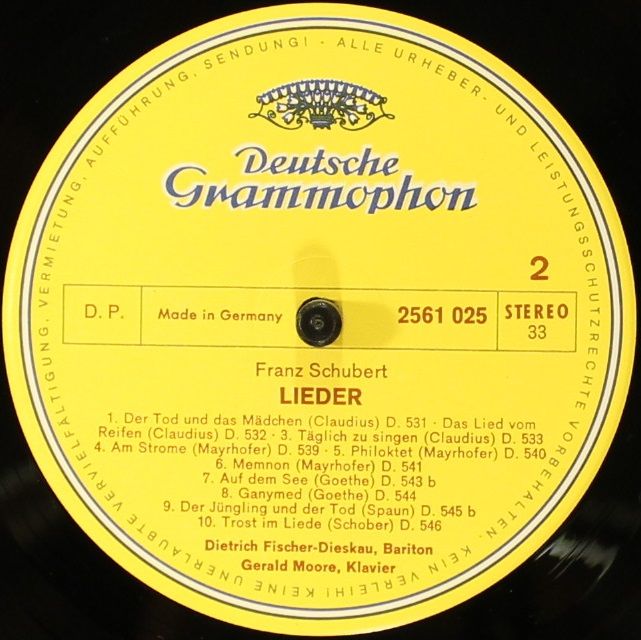 ALLE URHEBER- UND LEISTUNGSSCHUTZRECHTE VORBEHALTEN. KEIN VERLEIH! KEINE UNERLAUBTE VERVIELFÄLTIGUNG, VERMIETUNG, AUFFÜHRUNG, SENDUNG! ·
Deutsche
Grammophon
2
D. P.
Made in Germany
2561 025
STEREO
33
Franz Schubert
LIEDER
1. Der Tod und das Mädchen (Claudius) D. 531 · Das Lied vom
Reifen (Claudius) D. 532 · 3. Täglich zu singen (Claudius) D. 533
4. Am Strome (Mayrhofer) D. 539 · 5. Philoktet (Mayrhofer) D. 540
6. Memnon (Mayrhofer) D. 541
7. Auf dem See (Goethe) D. 543 b
8. Ganymed (Goethe) D. 544
9. Der Jüngling und der Tod (Spaun) D. 545 b
10. Trost im Liede (Schober) D. 546
Dietrich Fischer-Dieskau, Bariton
Gerald Moore, Klavier